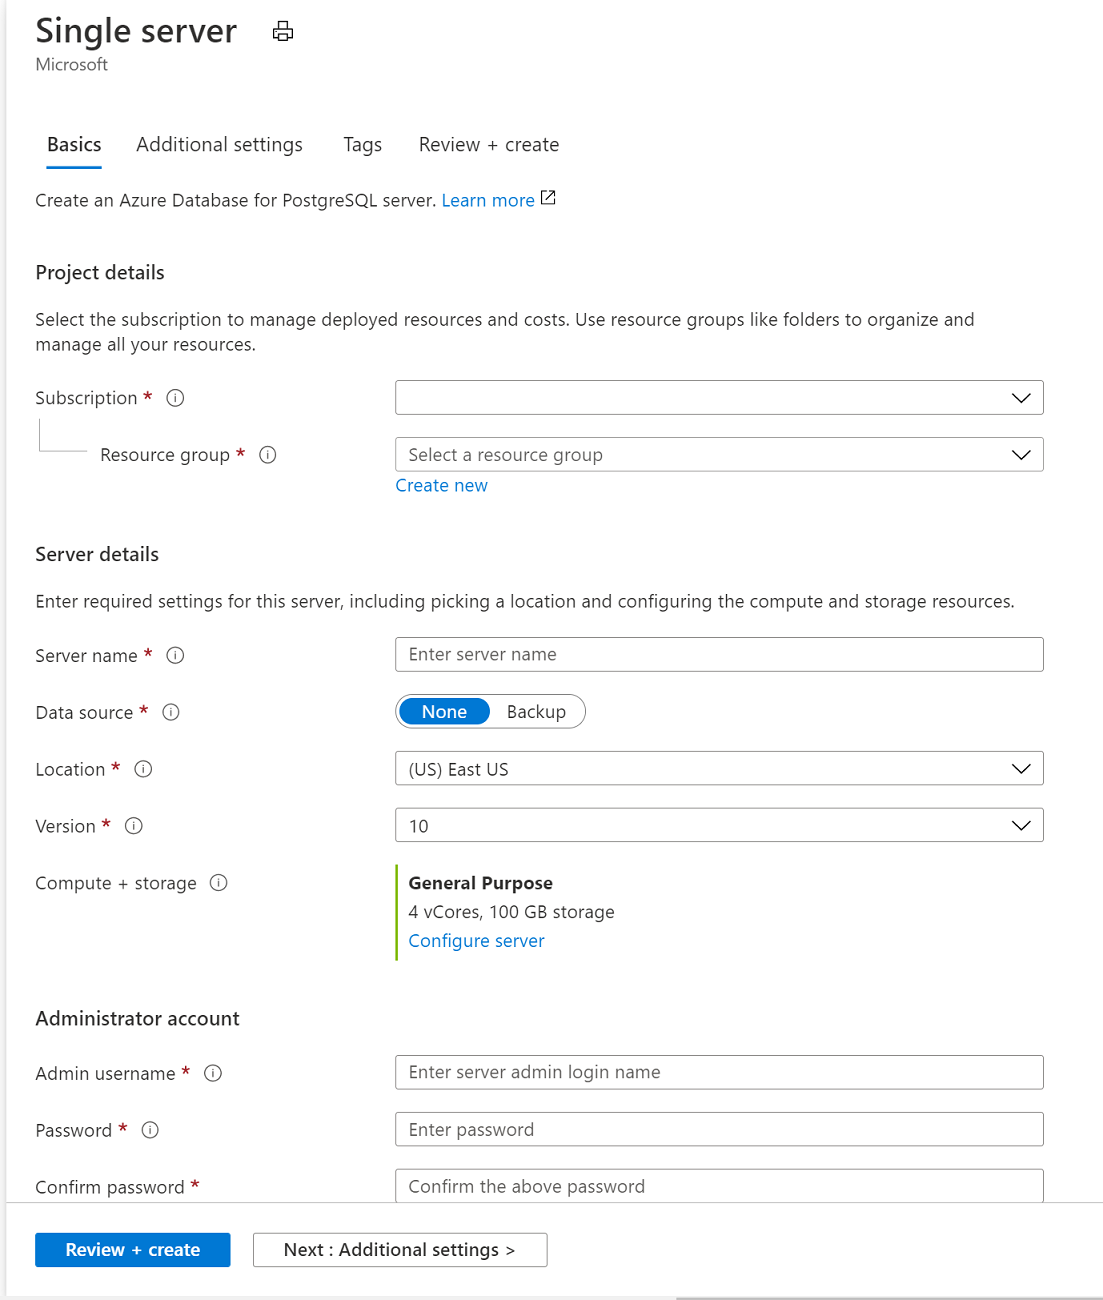 Single server
Microsoft
Basics Additional settings Tags Review + create
Create an Azure Database for PostgreSQL server. Learn more
Project details
Select the subscription to manage deployed resources and costs. Use resource groups like folders to organize and
manage all your resources.
Subscription *
Resource group * Select a resource group
Create new
Server details
Enter required settings for this server, including picking a location and configuring the compute and storage resources.
Server name * Enter server name
Data source * None Backup
Location * (US) East US
Version * 10
Compute + storage General Purpose
4 vCores, 100 GB storage
Configure server
Administrator account
Admin username * Enter server admin login name
Password * Enter password
Confirm password * Confirm the above password
Review + create Next : Additional settings >